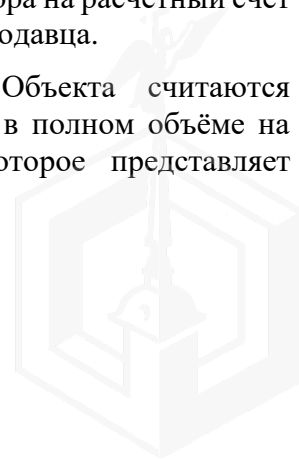 ора на расчетный счет
одавца.
Объекта считаются
в полном объёме на
оторое представляет